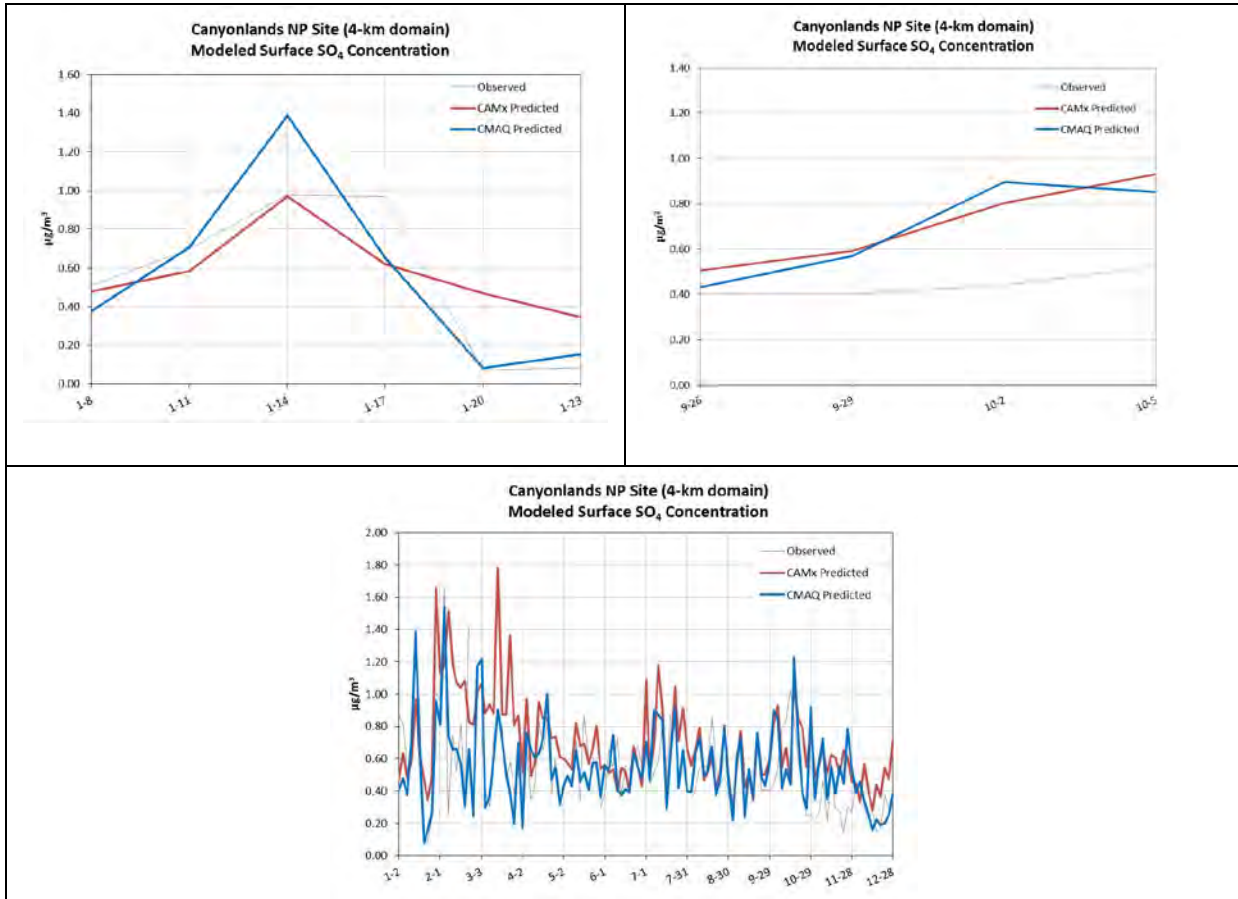 Canyonlands NP Site (4-km domain)
Modeled Surface SO₄ Concentration
1.60
1.40
1.20
1.00
0.80
0.60
0.40
0.20
0.00
µg/m³
Observed
CAMx Predicted
CMAQ Predicted
1-8
1-11
1-14
1-17
1-20
1-23
Canyonlands NP Site (4-km domain)
Modeled Surface SO₄ Concentration
1.40
1.20
1.00
0.80
0.60
0.40
0.20
0.00
µg/m³
Observed
CAMx Predicted
CMAQ Predicted
9-26
9-29
10-2
10-5
Canyonlands NP Site (4-km domain)
Modeled Surface SO₄ Concentration
2.00
1.80
1.60
1.40
1.20
1.00
0.80
0.60
0.40
0.20
0.00
µg/m³
Observed
CAMx Predicted
CMAQ Predicted
1-2
2-1
3-3
4-2
5-2
6-1
7-1
7-31
8-30
9-29
10-29
11-28
12-28